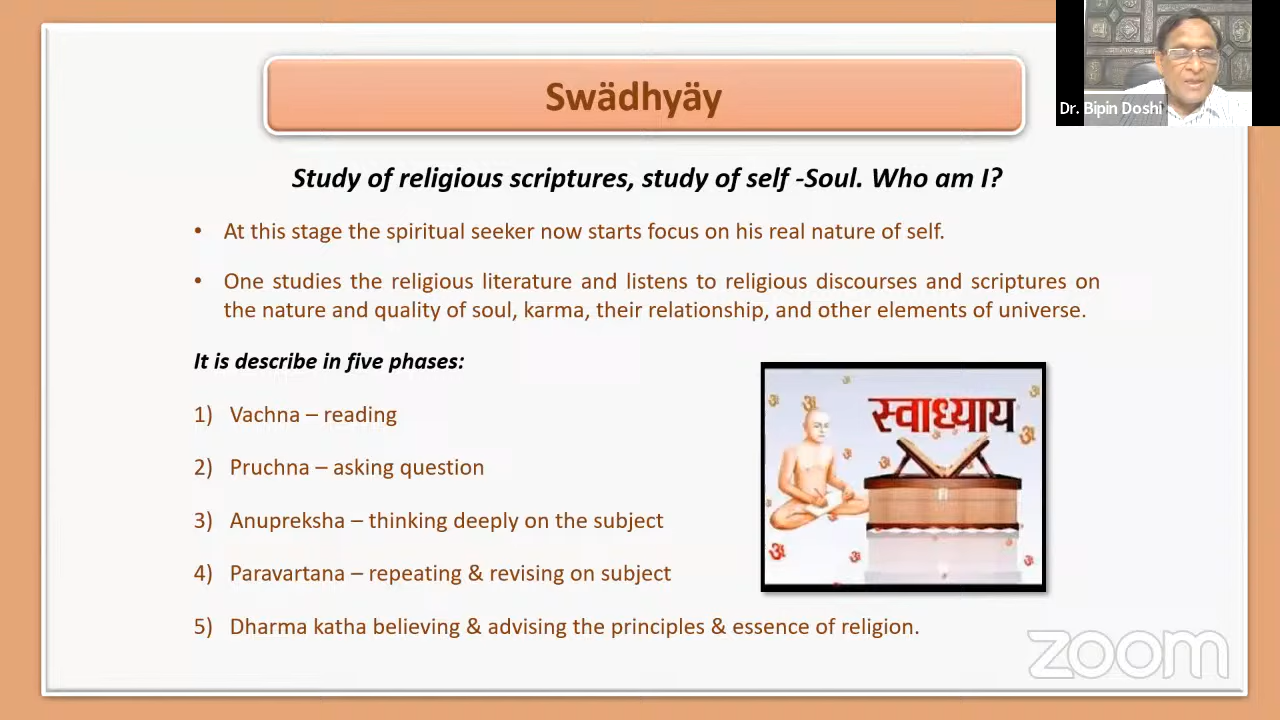 Swädhyäy
Dr. Bipin Doshi
Study of religious scriptures, study of self -Soul. Who am I?
• At this stage the spiritual seeker now starts focus on his real nature of self.
• One studies the religious literature and listens to religious discourses and scriptures on
the nature and quality of soul, karma, their relationship, and other elements of universe.
It is describe in five phases:
1) Vachna – reading
2) Pruchna – asking question
3) Anupreksha – thinking deeply on the subject
4) Paravartana – repeating & revising on subject
5) Dharma katha believing & advising the principles & essence of religion.
स्वाध्याय
zoom